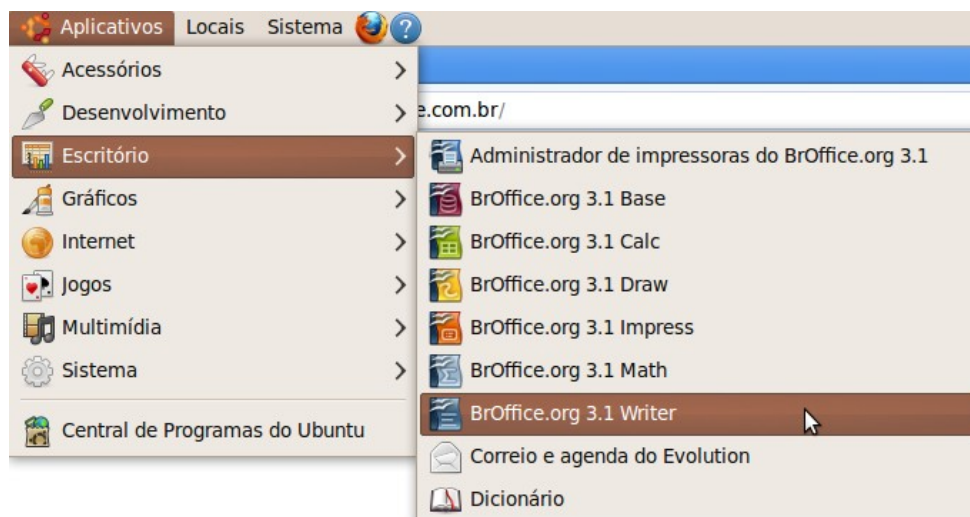 Aplicativos Locais Sistema ?
Acessórios
Desenvolvimento
e.com.br/
Escritório
Gráficos
Internet
Jogos
Multimídia
Sistema
Central de Programas do Ubuntu
Administrador de impressoras do BrOffice.org 3.1
BrOffice.org 3.1 Base
BrOffice.org 3.1 Calc
BrOffice.org 3.1 Draw
BrOffice.org 3.1 Impress
BrOffice.org 3.1 Math
BrOffice.org 3.1 Writer
Correio e agenda do Evolution
Dicionário